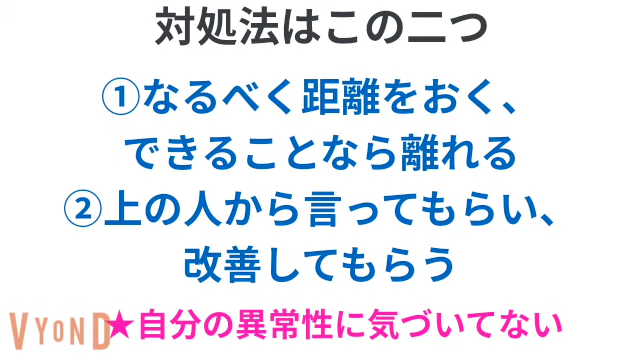 対処法はこの二つ
①なるべく距離をおく、
できることなら離れる
②上の人から言ってもらい、
改善してもらう
★自分の異常性に気づいてない
VYOND